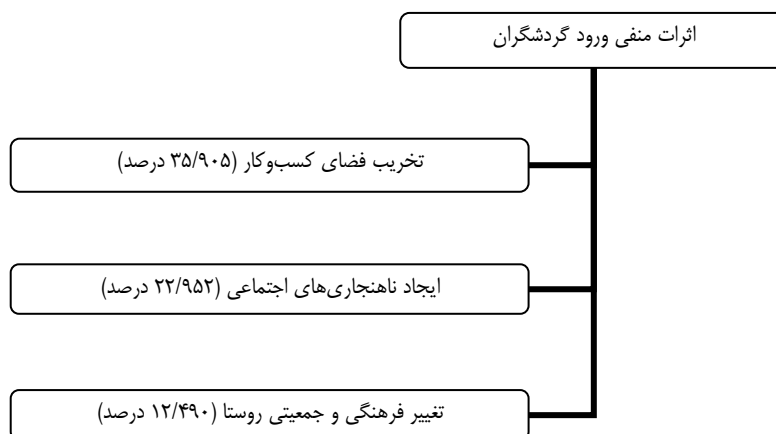 اثرات منفی ورود گردشگران
تخریب فضای کسب‌وکار (۳۵/۹۰۵ درصد)
ایجاد ناهنجاری‌های اجتماعی (۲۲/۹۵۲ درصد)
تغییر فرهنگی و جمعیتی روستا (۱۲/۴۹۰ درصد)